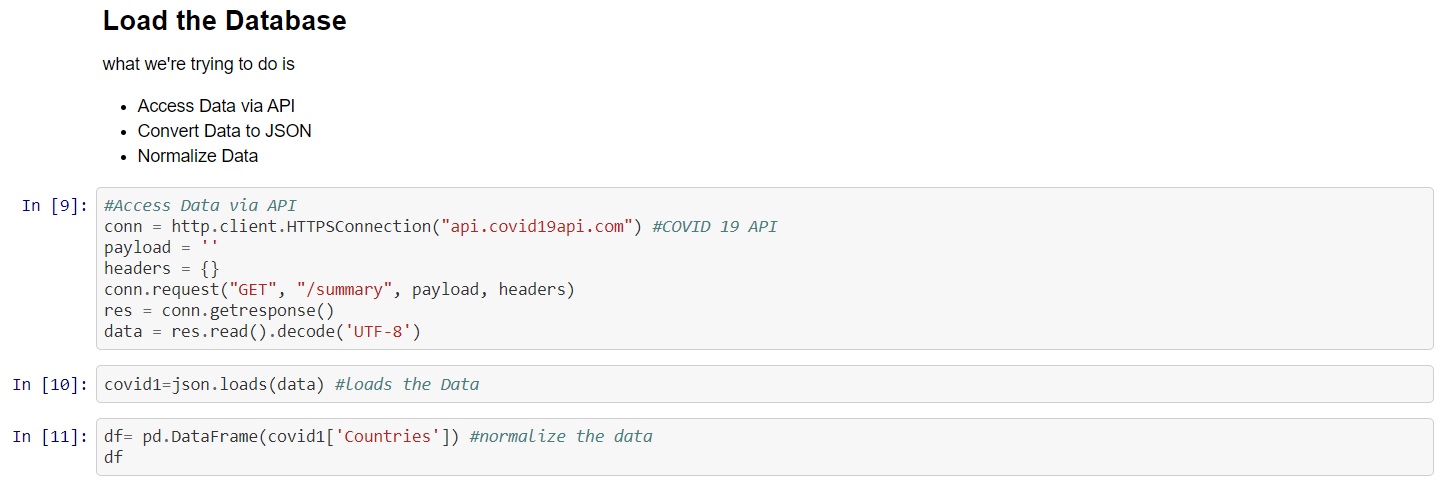 Load the Database
what we're trying to do is
• Access Data via API
• Convert Data to JSON
• Normalize Data
In [9]: #Access Data via API
conn = http.client.HTTPSConnection("api.covid19api.com") #COVID 19 API
payload = ''
headers = {}
conn.request("GET", "/summary", payload, headers)
res = conn.getresponse()
data = res.read().decode('UTF-8')
In [10]: covid1=json.loads(data) #loads the Data
In [11]: df= pd.DataFrame(covid1['Countries']) #normalize the data
df